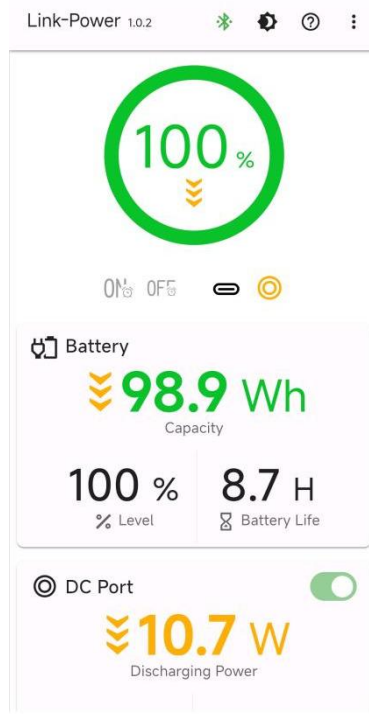 Link-Power 1.0.2
100 %
ON OFF
Battery
98.9 Wh
Capacity
100 % 8.7 H
% Level Battery Life
DC Port
10.7 W
Discharging Power